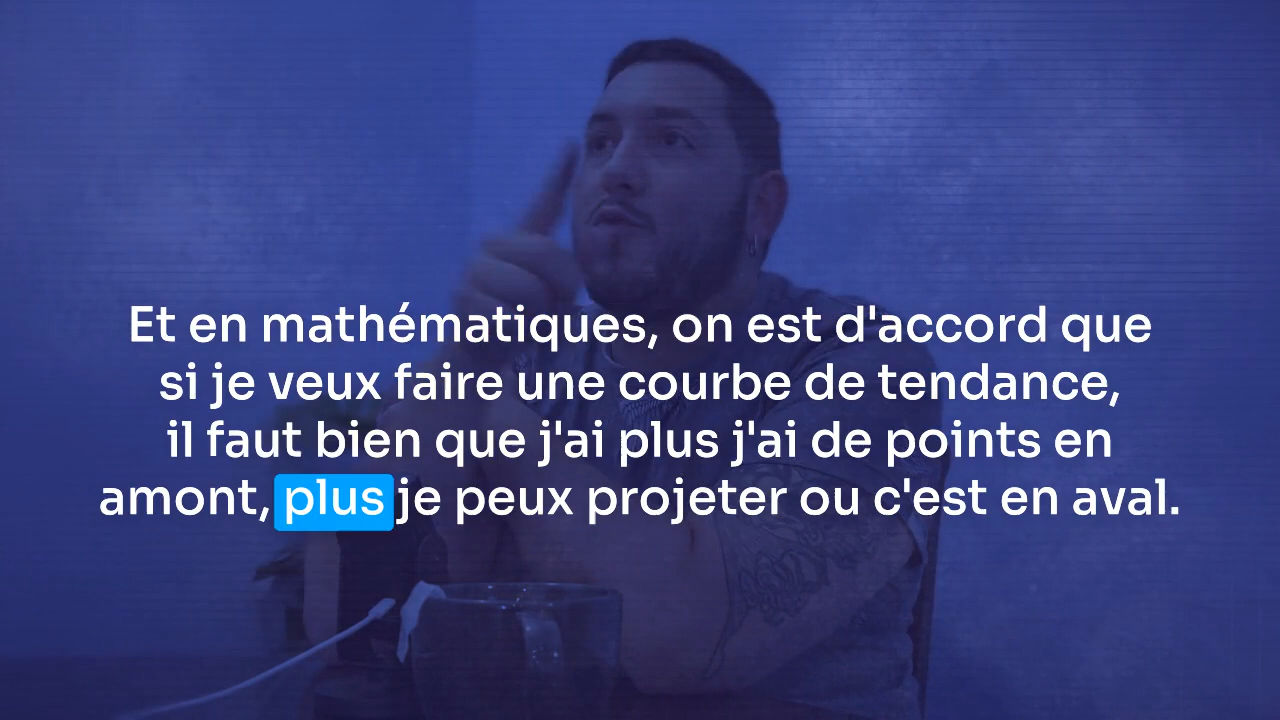 Et en mathématiques, on est d'accord que
si je veux faire une courbe de tendance,
il faut bien que j'ai plus j'ai de points en
amont, plus je peux projeter ou c'est en aval.